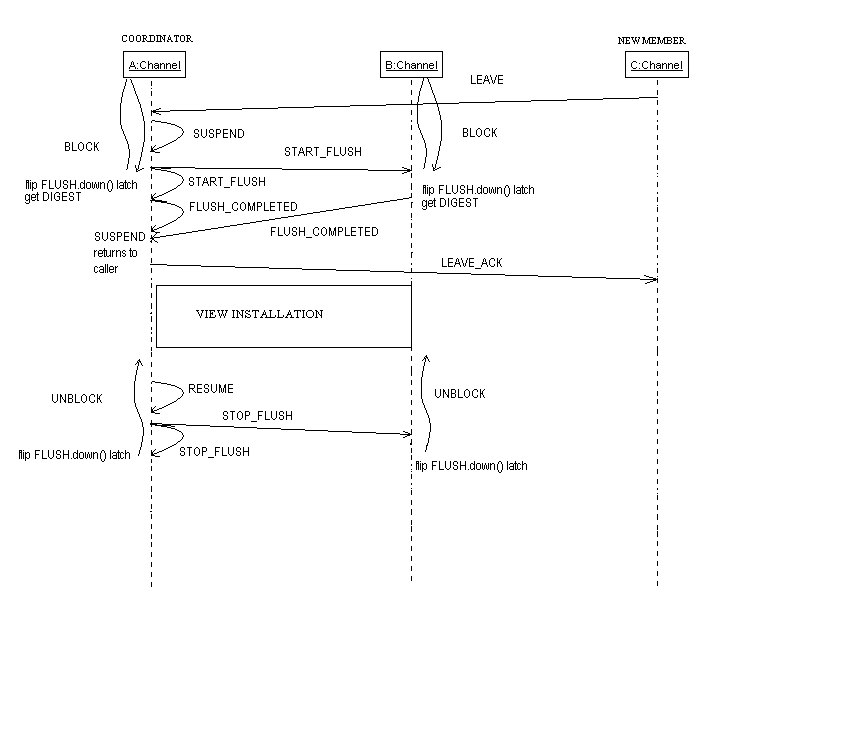 COORDINATOR
NEW MEMBER
A:Channel
B:Channel
C:Channel
LEAVE
SUSPEND
BLOCK
BLOCK
START_FLUSH
flip FLUSH.down() latch
get DIGEST
START_FLUSH
flip FLUSH.down() latch
get DIGEST
FLUSH_COMPLETED
FLUSH_COMPLETED
SUSPEND
returns to
caller
LEAVE_ACK
VIEW INSTALLATION
UNBLOCK
RESUME
UNBLOCK
STOP_FLUSH
flip FLUSH.down() latch
STOP_FLUSH
flip FLUSH.down() latch